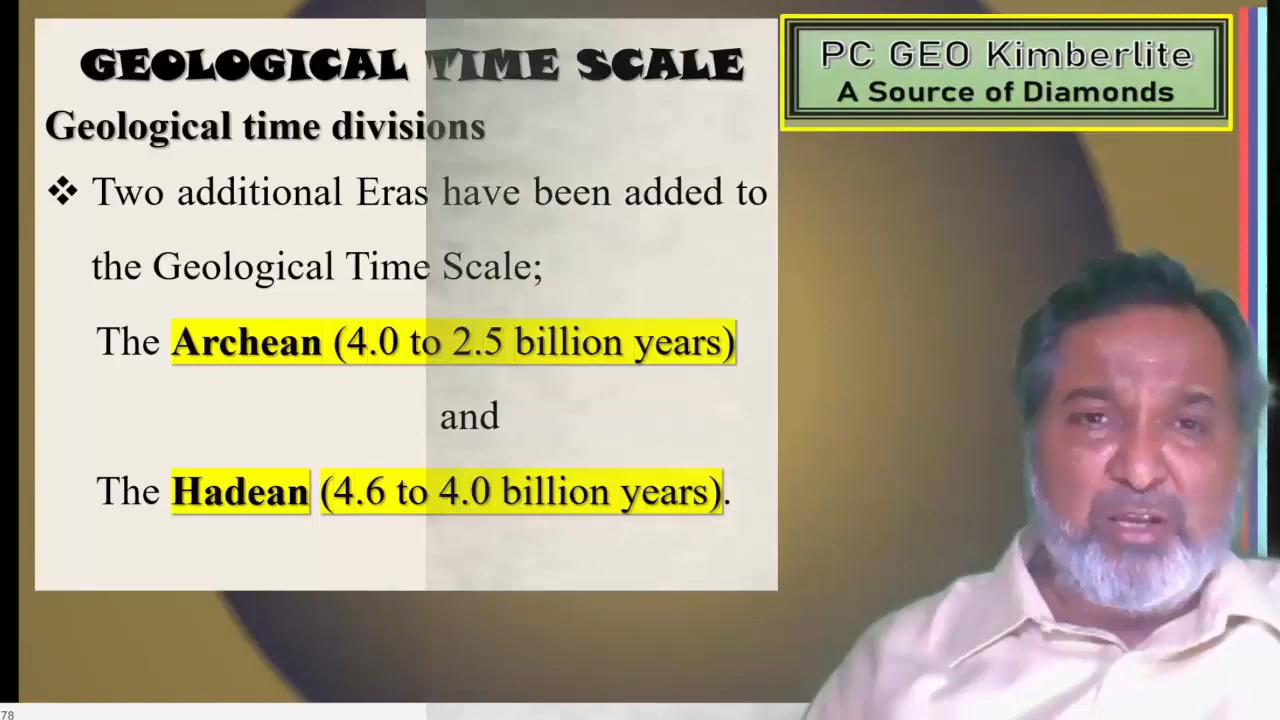 GEOLOGICAL TIME SCALE
PC GEO Kimberlite
A Source of Diamonds
Geological time divisions
❖ Two additional Eras have been added to
the Geological Time Scale;
The Archean (4.0 to 2.5 billion years)
and
The Hadean (4.6 to 4.0 billion years).
78